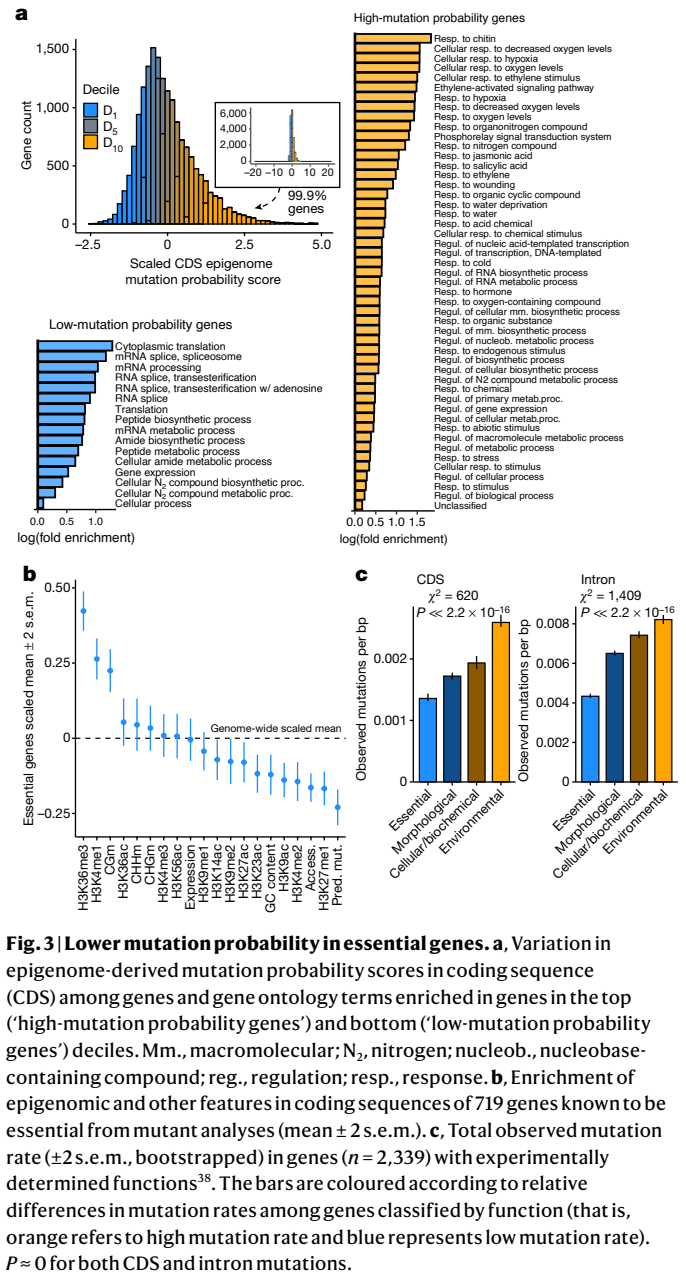 a
High-mutation probability genes
1,500
1,000
500
0
Gene count
Decile
D1
D5
D10
6,000
4,000
2,000
0
−20 −10 0 10 20
99.9%
genes
−2.5 0 2.5 5.0
Scaled CDS epigenome
mutation probability score
Resp. to chitin
Cellular resp. to decreased oxygen levels
Cellular resp. to hypoxia
Cellular resp. to oxygen levels
Cellular resp. to ethylene stimulus
Ethylene-activated signaling pathway
Resp. to hypoxia
Resp. to decreased oxygen levels
Resp. to oxygen levels
Resp. to organonitrogen compound
Phosphorelay signal transduction system
Resp. to nitrogen compound
Resp. to jasmonic acid
Resp. to salicylic acid
Resp. to ethylene
Resp. to wounding
Resp. to organic cyclic compound
Resp. to water deprivation
Resp. to water
Resp. to acid chemical
Cellular resp. to chemical stimulus
Regul. of nucleic acid-templated transcription
Regul. of transcription, DNA-templated
Resp. to cold
Regul. of RNA biosynthetic process
Regul. of RNA metabolic process
Resp. to hormone
Resp. to oxygen-containing compound
Regul. of cellular mm. biosynthetic process
Resp. to organic substance
Regul. of mm. biosynthetic process
Regul. of nucleob. metabolic process
Resp. to endogenous stimulus
Regul. of biosynthetic process
Regul. of cellular biosynthetic process
Regul. of N2 compound metabolic process
Resp. to chemical
Regul. of primary metab.proc.
Regul. of gene expression
Regul. of cellular metab.proc.
Resp. to abiotic stimulus
Regul. of macromolecule metabolic process
Regul. of metabolic process
Resp. to stress
Cellular resp. to stimulus
Regul. of cellular process
Resp. to stimulus
Regul. of biological process
Unclassified
0.0 0.5 1.0 1.5
log(fold enrichment)
Low-mutation probability genes
Cytoplasmic translation
mRNA splice, spliceosome
mRNA processing
RNA splice, transesterification
RNA splice, transesterification w/ adenosine
RNA splice
Translation
Peptide biosynthetic process
mRNA metabolic process
Amide biosynthetic process
Peptide metabolic process
Cellular amide metabolic process
Gene expression
Cellular N2 compound biosynthetic proc.
Cellular N2 compound metabolic proc.
Cellular process
0.0 0.5 1.0
log(fold enrichment)
b
Essential genes scaled mean ± 2 s.e.m.
0.50
0.25
0
−0.25
Genome-wide scaled mean
H3K36me3
H3K4me1
CGm
H3K36ac
CHHm
CHGm
H3K4me3
H3K56ac
Expression
H3K9me1
H3K14ac
H3K9me2
H3K27ac
H3K23ac
GC content
H3K9ac
H3K4me2
Access.
H3K27me1
Pred. mut.
c
CDS
χ2 = 620
P ≪ 2.2 × 10−16
Observed mutations per bp
0.002
0.001
0
Essential
Morphological
Cellular/biochemical
Environmental
Intron
χ2 = 1,409
P ≪ 2.2 × 10−16
Observed mutations per bp
0.008
0.006
0.004
0.002
0
Essential
Morphological
Cellular/biochemical
Environmental
Fig. 3 | Lower mutation probability in essential genes. a, Variation in
epigenome-derived mutation probability scores in coding sequence
(CDS) among genes and gene ontology terms enriched in genes in the top
(‘high-mutation probability genes’) and bottom (‘low-mutation probability
genes’) deciles. Mm., macromolecular; N2, nitrogen; nucleob., nucleobase-
containing compound; reg., regulation; resp., response. b, Enrichment of
epigenomic and other features in coding sequences of 719 genes known to be
essential from mutant analyses (mean ± 2 s.e.m.). c, Total observed mutation
rate (±2 s.e.m., bootstrapped) in genes (n = 2,339) with experimentally
determined functions38. The bars are coloured according to relative
differences in mutation rates among genes classified by function (that is,
orange refers to high mutation rate and blue represents low mutation rate).
P ≈ 0 for both CDS and intron mutations.